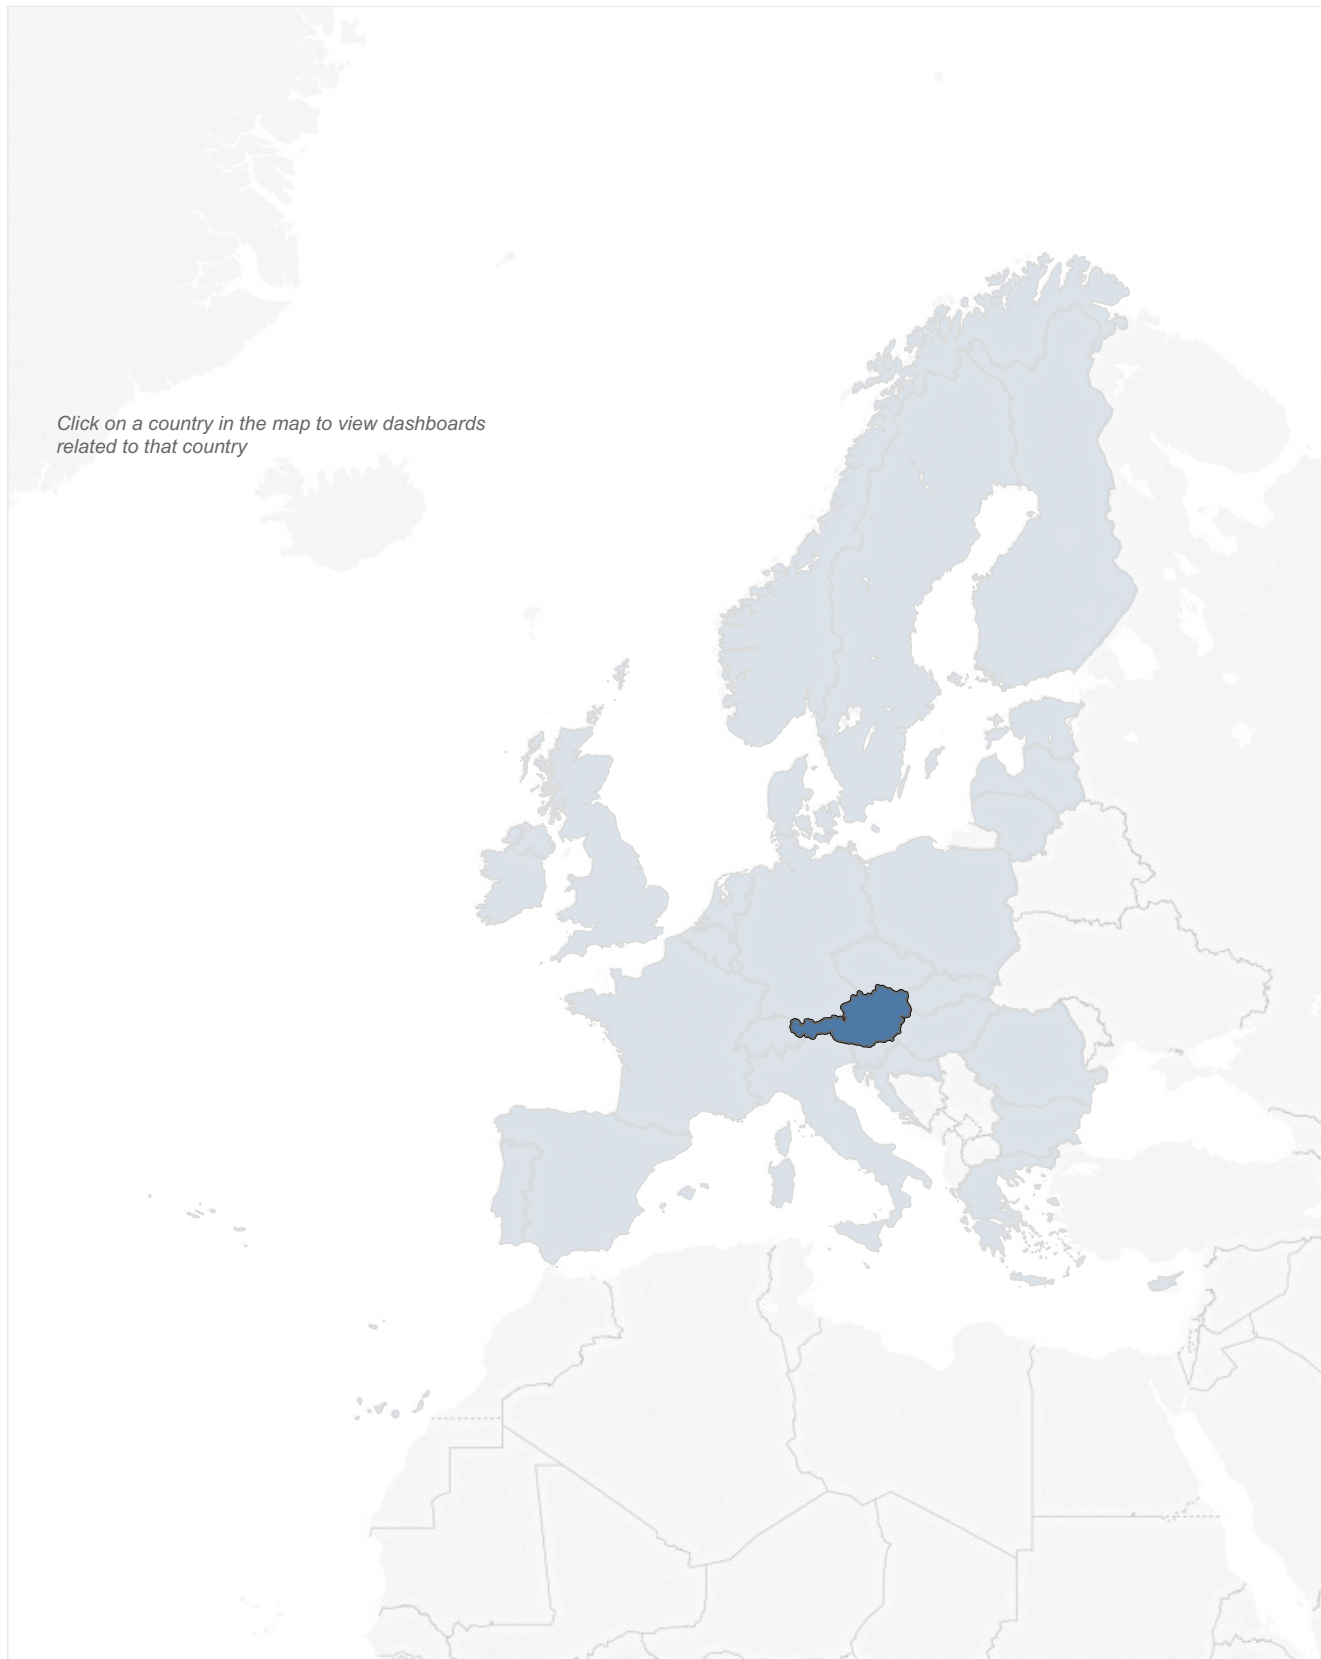 Click on a country in the map to view dashboards
related to that country